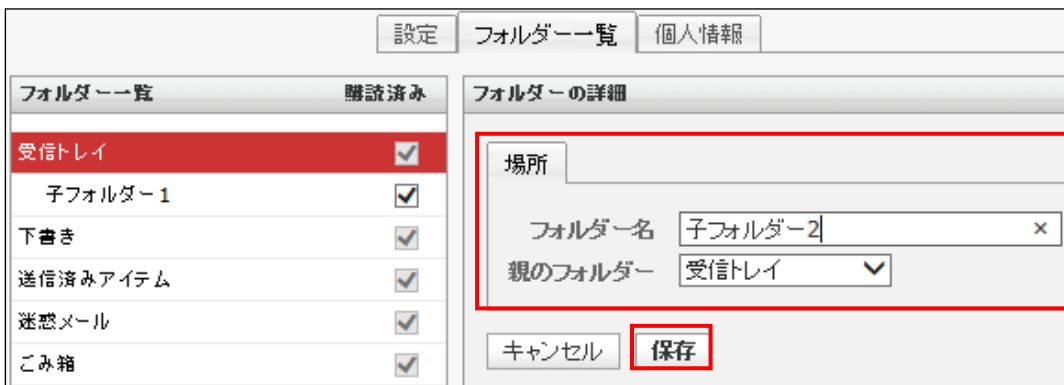 設定 フォルダー一覧 個人情報
フォルダー一覧 購読済み
受信トレイ
子フォルダー1
下書き
送信済みアイテム
迷惑メール
ごみ箱
フォルダーの詳細
場所
フォルダー名 子フォルダー2 ×
親のフォルダー 受信トレイ
キャンセル 保存